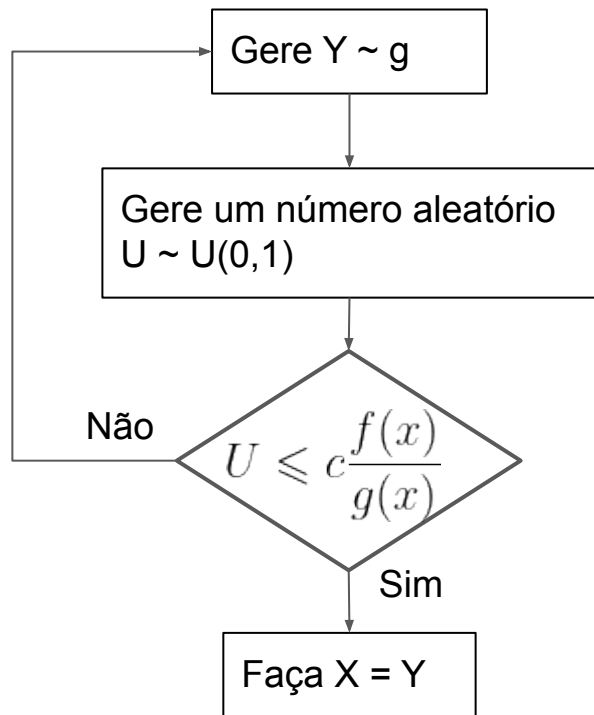 Gere Y ~ g
Gere um número aleatório
U ~ U(0,1)
Não
U ⩽ c f(x)/g(x)
Sim
Faça X = Y